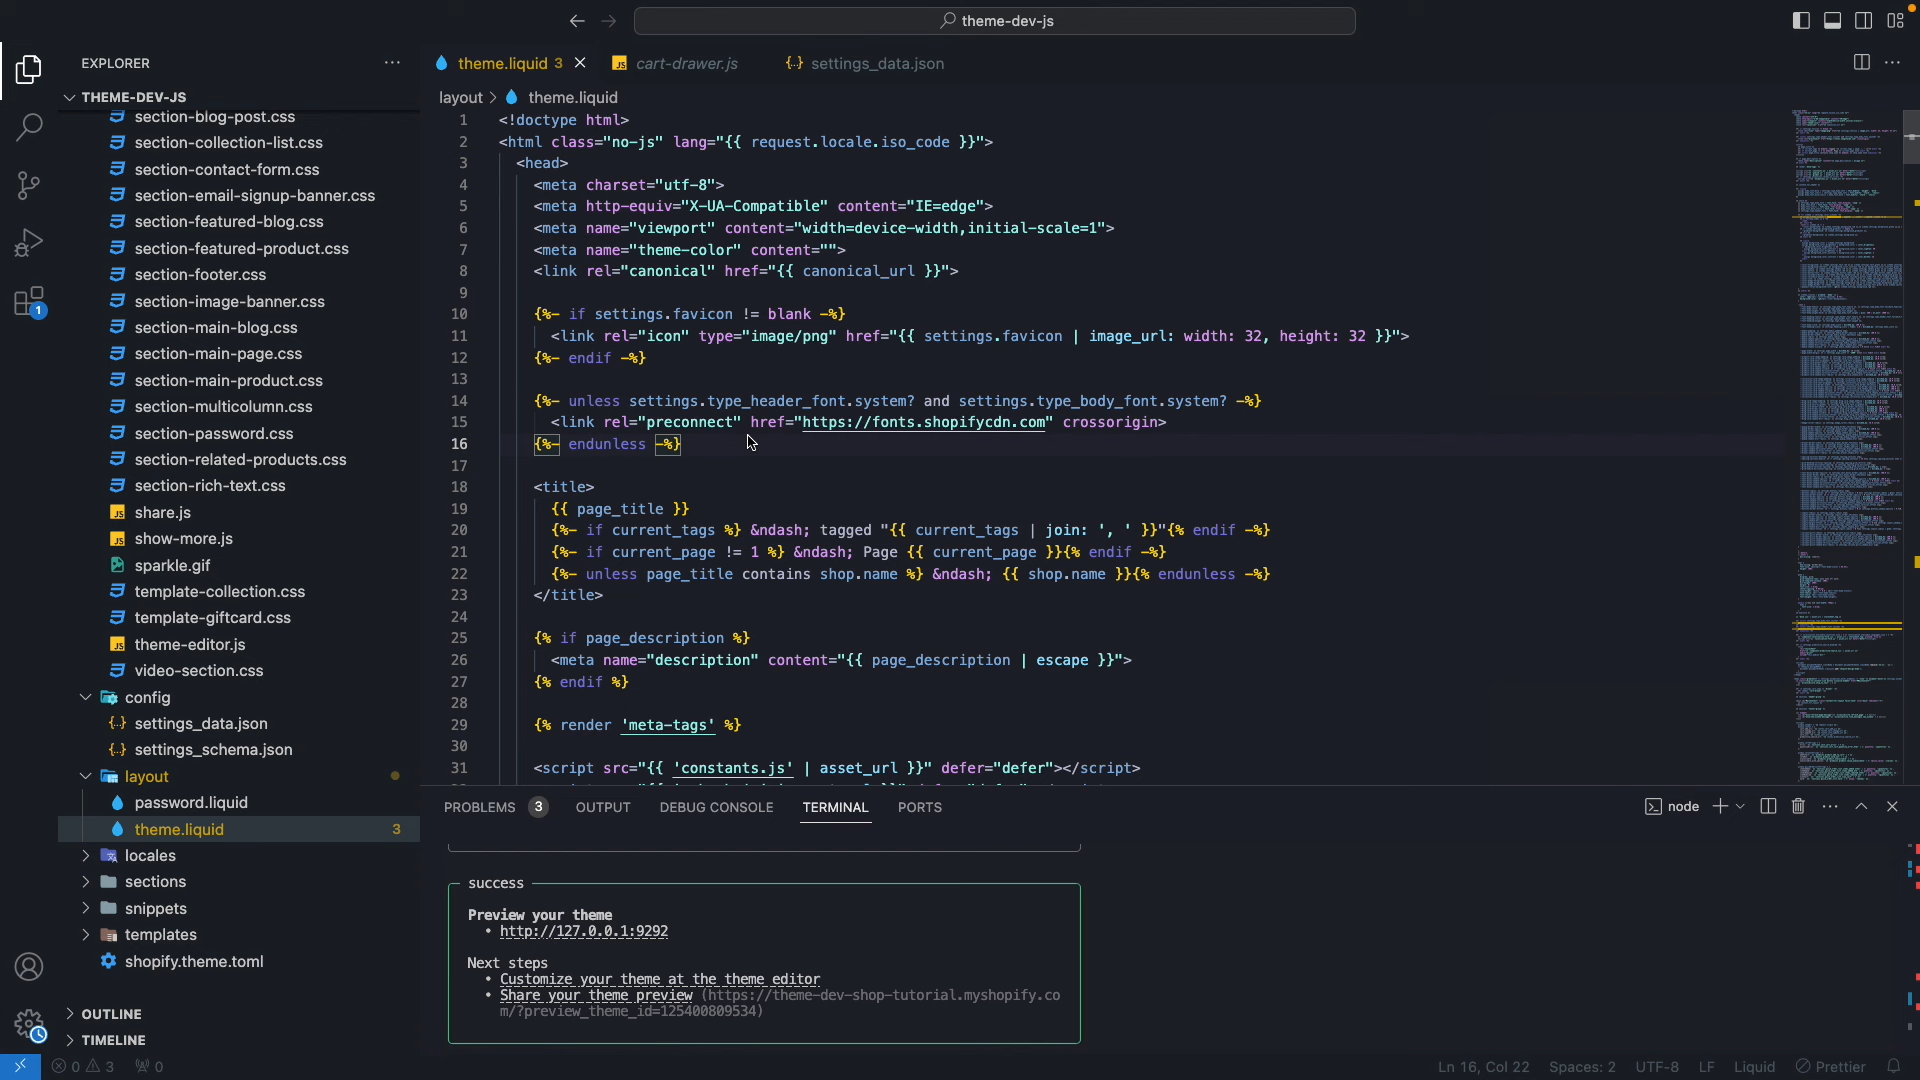 theme-dev-js
EXPLORER
THEME-DEV-JS
section-blog-post.css
section-collection-list.css
section-contact-form.css
section-email-signup-banner.css
section-featured-blog.css
section-featured-product.css
section-footer.css
section-image-banner.css
section-main-blog.css
section-main-page.css
section-main-product.css
section-multicolumn.css
section-password.css
section-related-products.css
section-rich-text.css
JS share.js
JS show-more.js
sparkle.gif
template-collection.css
template-giftcard.css
JS theme-editor.js
video-section.css
config
{..} settings_data.json
{..} settings_schema.json
layout
password.liquid
theme.liquid 3
locales
sections
snippets
templates
shopify.theme.toml
OUTLINE
TIMELINE
1
theme.liquid 3
JS cart-drawer.js
{..} settings_data.json
layout > theme.liquid
1 <!doctype html>
2 <html class="no-js" lang="{{ request.locale.iso_code }}">
3 <head>
4 <meta charset="utf-8">
5 <meta http-equiv="X-UA-Compatible" content="IE=edge">
6 <meta name="viewport" content="width=device-width,initial-scale=1">
7 <meta name="theme-color" content="">
8 <link rel="canonical" href="{{ canonical_url }}">
9
10 {%- if settings.favicon != blank -%}
11 <link rel="icon" type="image/png" href="{{ settings.favicon | image_url: width: 32, height: 32 }}">
12 {%- endif -%}
13
14 {%- unless settings.type_header_font.system? and settings.type_body_font.system? -%}
15 <link rel="preconnect" href="https://fonts.shopifycdn.com" crossorigin>
16 {%- endunless -%}
17
18 <title>
19 {{ page_title }}
20 {%- if current_tags %} &ndash; tagged "{{ current_tags | join: ', ' }}"{% endif -%}
21 {%- if current_page != 1 %} &ndash; Page {{ current_page }}{% endif -%}
22 {%- unless page_title contains shop.name %} &ndash; {{ shop.name }}{% endunless -%}
23 </title>
24
25 {% if page_description %}
26 <meta name="description" content="{{ page_description | escape }}">
27 {% endif %}
28
29 {% render 'meta-tags' %}
30
31 <script src="{{ 'constants.js' | asset_url }}" defer="defer"></script>
PROBLEMS 3 OUTPUT DEBUG CONSOLE TERMINAL PORTS
node
success
Preview your theme
• http://127.0.0.1:9292
Next steps
• Customize your theme at the theme editor
• Share your theme preview (https://theme-dev-shop-tutorial.myshopify.co
m/?preview_theme_id=125400809534)
0 3 0
Ln 16, Col 22 Spaces: 2 UTF-8 LF Liquid Prettier